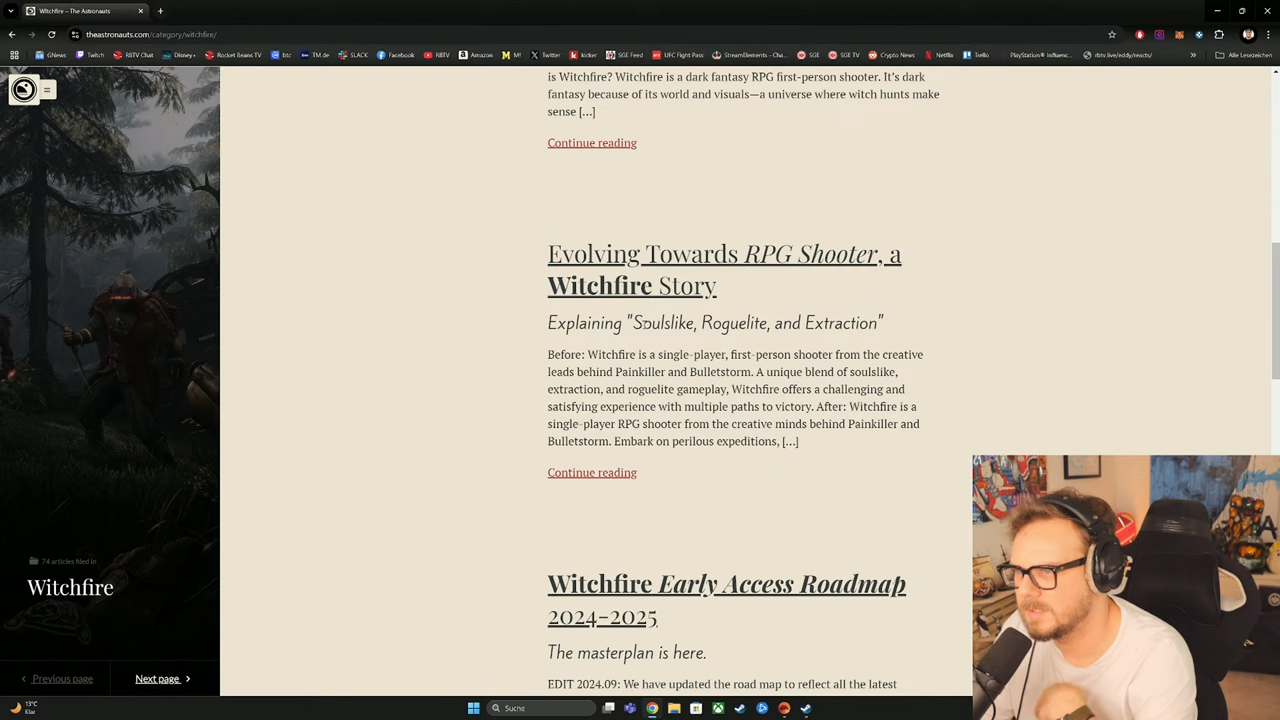 Witchfire – The Astronauts
theastronauts.com/category/witchfire/
GNews
Twitch
RBTV
Disney+
Rocket Beans TV
btc
TM de
SLACK
Facebook
RBTV
Amazon
M!
Twitter
kicker
SGE Feed
UFC Fight Pass
StreamElements - Cha...
SGE
SGE TV
Crypto News
Netflix
Trello
PlayStation® Influenc...
rbtv.lol/eddy/reacts/
Alle Lesezeichen
is Witchfire? Witchfire is a dark fantasy RPG first-person shooter. It's dark
fantasy because of its world and visuals—a universe where witch hunts make
sense […]
Continue reading
Evolving Towards RPG Shooter, a
Witchfire Story
Explaining "Soulslike, Roguelite, and Extraction"
Before: Witchfire is a single-player, first-person shooter from the creative
leads behind Painkiller and Bulletstorm. A unique blend of soulslike,
extraction, and roguelite gameplay, Witchfire offers a challenging and
satisfying experience with multiple paths to victory. After: Witchfire is a
single-player RPG shooter from the creative minds behind Painkiller and
Bulletstorm. Embark on perilous expeditions, […]
Continue reading
Witchfire Early Access Roadmap
2024-2025
The masterplan is here.
EDIT 2024.09: We have updated the road map to reflect all the latest
74 articles filed in
Witchfire
Previous page
Next page
13°C
Klar
Suche